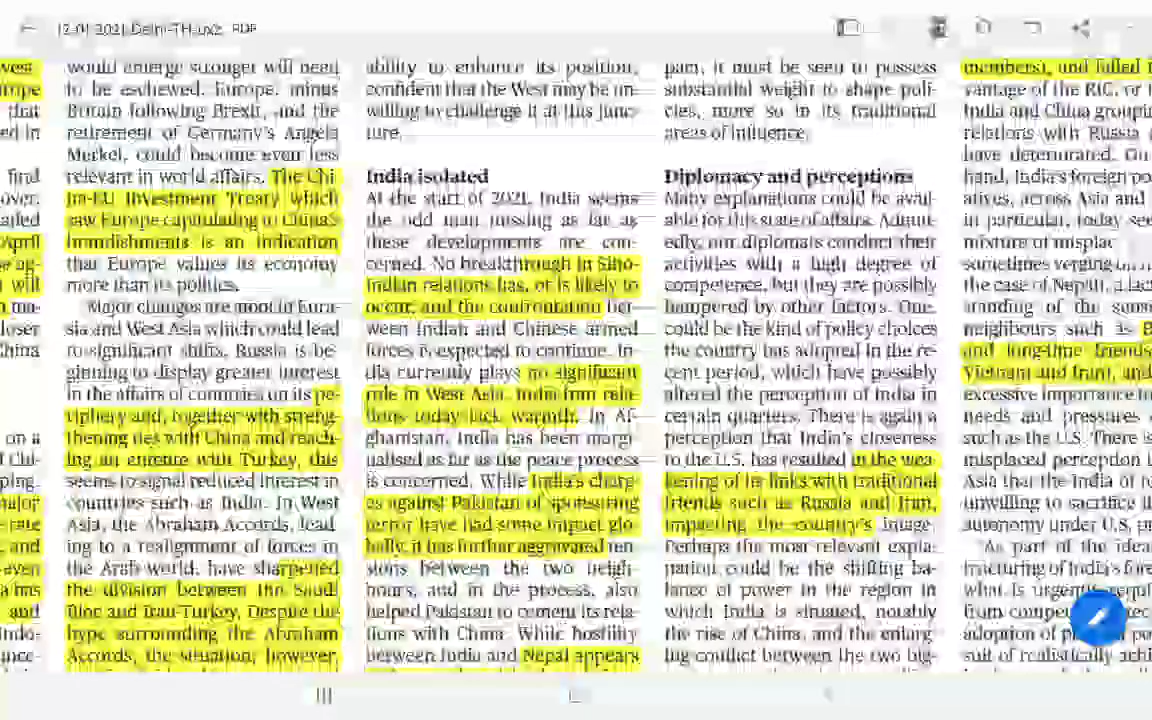 12-01-2021 Delhi-TH.uxz PDF
vest
that
ed in
find
over.
April
will
closer
China
on a
major
and
even
and
Indo-
would emerge stronger will need
to be eschewed. Europe, minus
Britain following Brexit, and the
retirement of Germany's Angela
Merkel, could become even less
relevant in world affairs. The Chi-
na-EU Investment Treaty which
saw Europe capitulating to China's
brandishments is an indication
that Europe values its economy
more than its politics.
Major changes are moot in Eura-
sia and West Asia which could lead
to significant shifts. Russia is be-
ginning to display greater interest
in the affairs of countries on its pe-
riphery and, together with streng-
thening ties with China and reach-
ing an entente with Turkey, this
seems to signal reduced interest in
countries such as India. In West
Asia, the Abraham Accords, lead-
ing to a realignment of forces in
the Arab world, have sharpened
the division between the Saudi
Bloc and Iran-Turkey. Despite the
hype surrounding the Abraham
Accords, the situation, however,
ability to enhance its position,
confident that the West may be un-
willing to challenge it at this junc-
ture.
India isolated
At the start of 2021, India seems
the odd man missing as far as
these developments are con-
cerned. No breakthrough in Sino-
Indian relations has, or is likely to
occur, and the confrontation bet-
ween Indian and Chinese armed
forces is expected to continue. In-
dia currently plays no significant
role in West Asia. India-Iran rela-
tions today lack warmth. In Af-
ghanistan, India has been margi-
nalised as far as the peace process
is concerned. While India's charg-
es against Pakistan of sponsoring
terror have had some impact glo-
bally, it has further aggravated ten-
sions between the two neigh-
bours, and in the process, also
helped Pakistan to cement its rela-
tions with China. While hostility
between India and Nepal appears
pant, it must be seen to possess
substantial weight to shape poli-
cies, more so in its traditional
areas of influence.
Diplomacy and perceptions
Many explanations could be avail-
able for this state of affairs. Admit-
edly, our diplomats conduct their
activities with a high degree of
competence, but they are possibly
hampered by other factors. One,
could be the kind of policy choices
the country has adopted in the re-
cent period, which have possibly
altered the perception of India in
certain quarters. There is again a
perception that India's closeness
to the U.S. has resulted in the wea-
kening of its links with traditional
friends such as Russia and Iran,
impacting the country's image.
Perhaps the most relevant expla-
nation could be the shifting ba-
lance of power in the region in
which India is situated, notably
the rise of China, and the enlarg-
ing conflict between the two big-
members), and failed
vantage of the RIC, or
India and China grouping
relations with Russia
have deteriorated. On
hand, India's foreign po
atives, across Asia and
in particular, today see
mixture of misplac
sometimes verging on
the case of Nepal, a lac
standing of the
neighbours such as
and long-time friends
Vietnam and Iran, and
excessive importance
needs and pressures
such as the U.S. There is
misplaced perception
Asia that the India of
unwilling to sacrifice
autonomy under U.S.
As part of the
structuring of India's
what is urgently requi
from
adoption of
suit of realistically achi